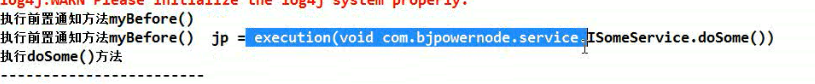 log4j:WARN Please initialize the log4j system properly.
执行前置通知方法myBefore()
执行前置通知方法myBefore()  jp = execution(void com.bjpowernode.service.ISomeService.doSome())
执行doSome()方法
------------------------